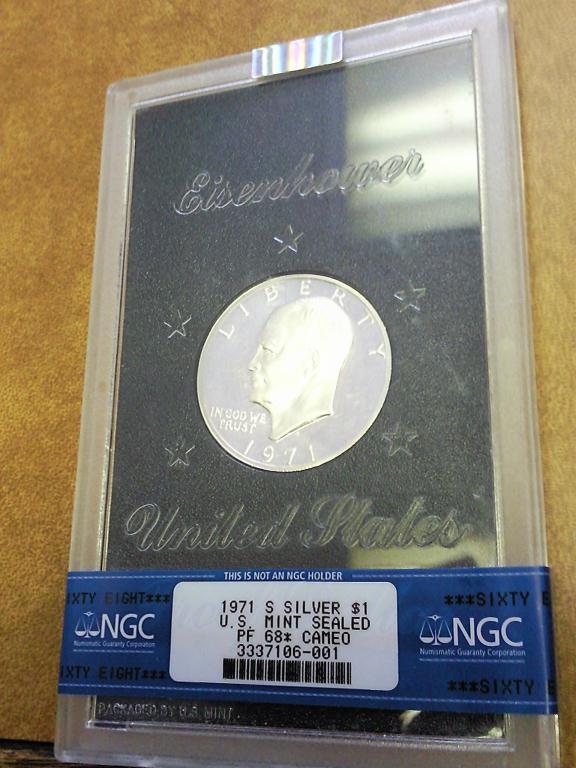 Eisenhower
LIBERTY
IN GOD WE
TRUST
1971
United States
THIS IS NOT AN NGC HOLDER
IXTY EIGHT***
***SIXTY E
NGC
Numismatic Guaranty Corporation
1971 S SILVER $1
U.S. MINT SEALED
PF 68* CAMEO
3337106-001
NGC
Numismatic Guaranty Corporation
IXTY EIGHT***
***SIXTY E
PACKAGED BY U.S. MINT